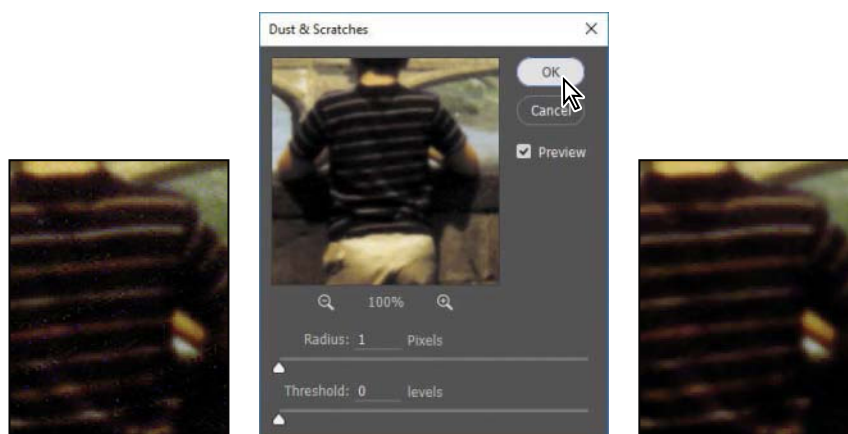 Dust & Scratches
OK
Cancel
Preview
100%
Radius: 1 Pixels
Threshold: 0 levels